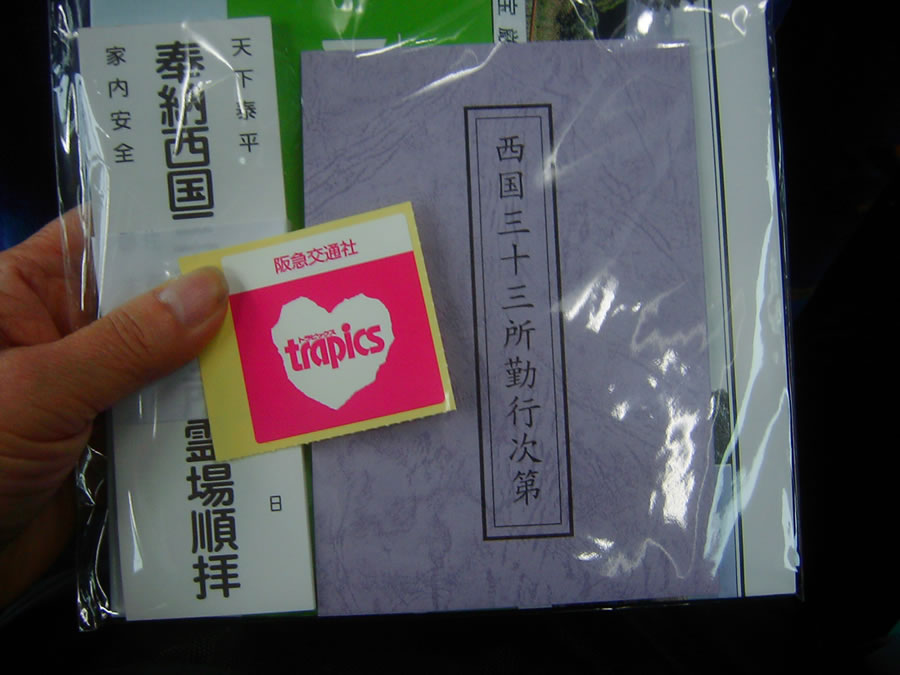 天下泰平
奉納西国三
霊場順拝
家内安全
日
阪急交通社
トラピックス
trapics
西国三十三所勤行次第